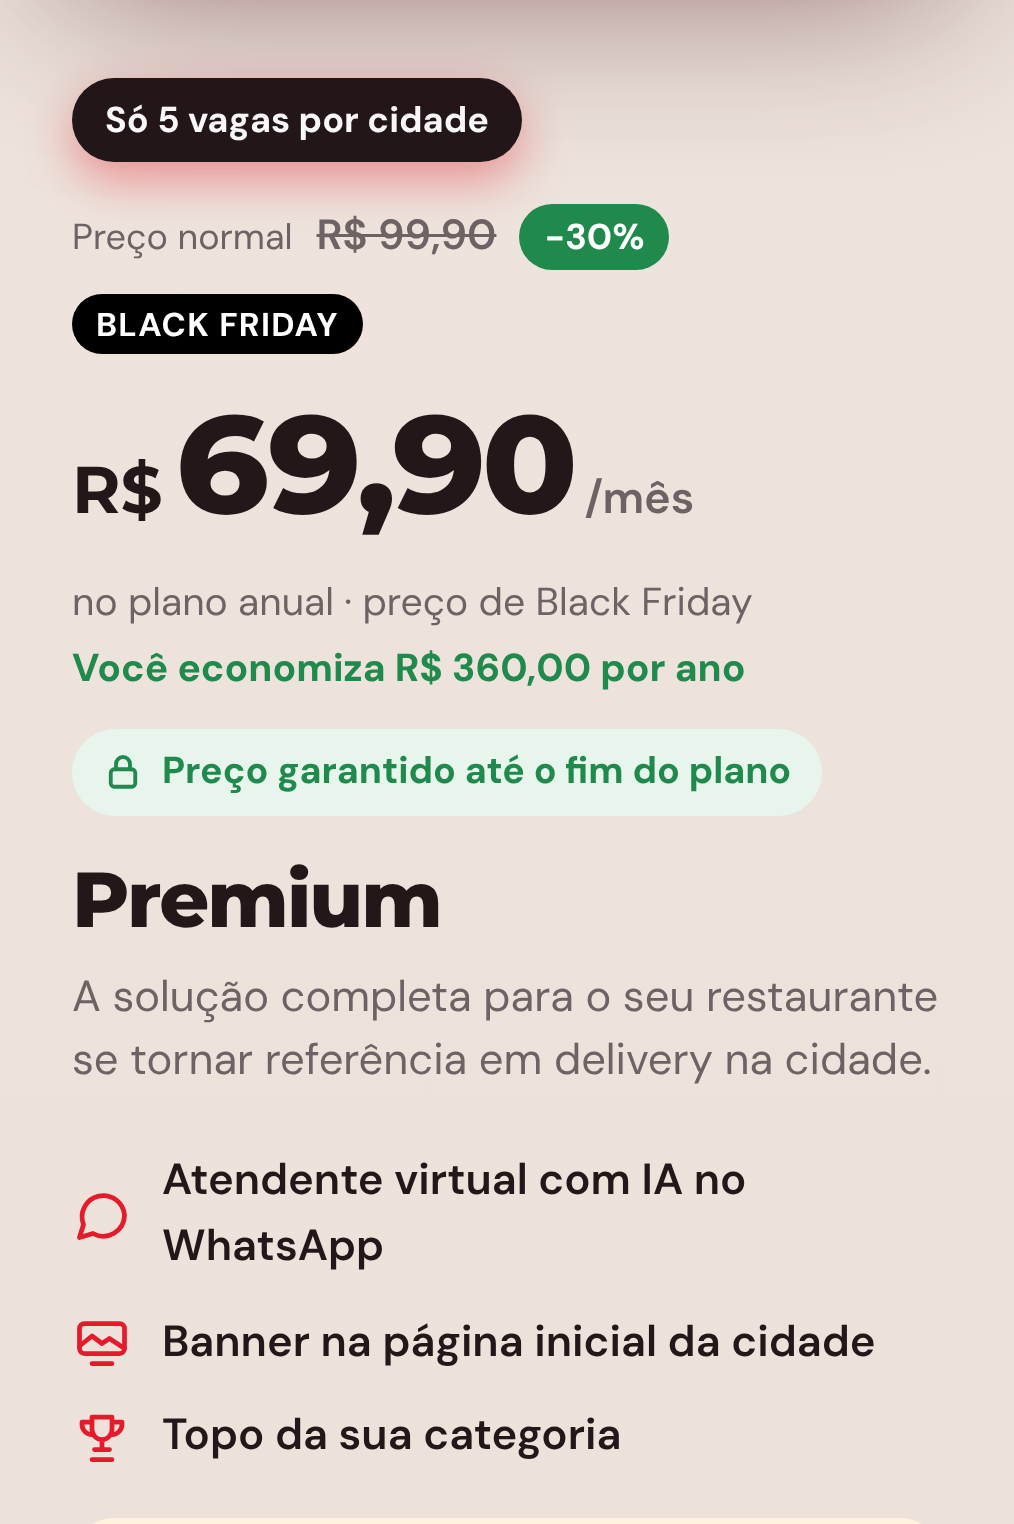 Só 5 vagas por cidade
Preço normal R$ 99,90 -30%
BLACK FRIDAY
R$ 69,90 /mês
no plano anual · preço de Black Friday
Você economiza R$ 360,00 por ano
Preço garantido até o fim do plano
Premium
A solução completa para o seu restaurante
se tornar referência em delivery na cidade.
Atendente virtual com IA no
WhatsApp
Banner na página inicial da cidade
Topo da sua categoria